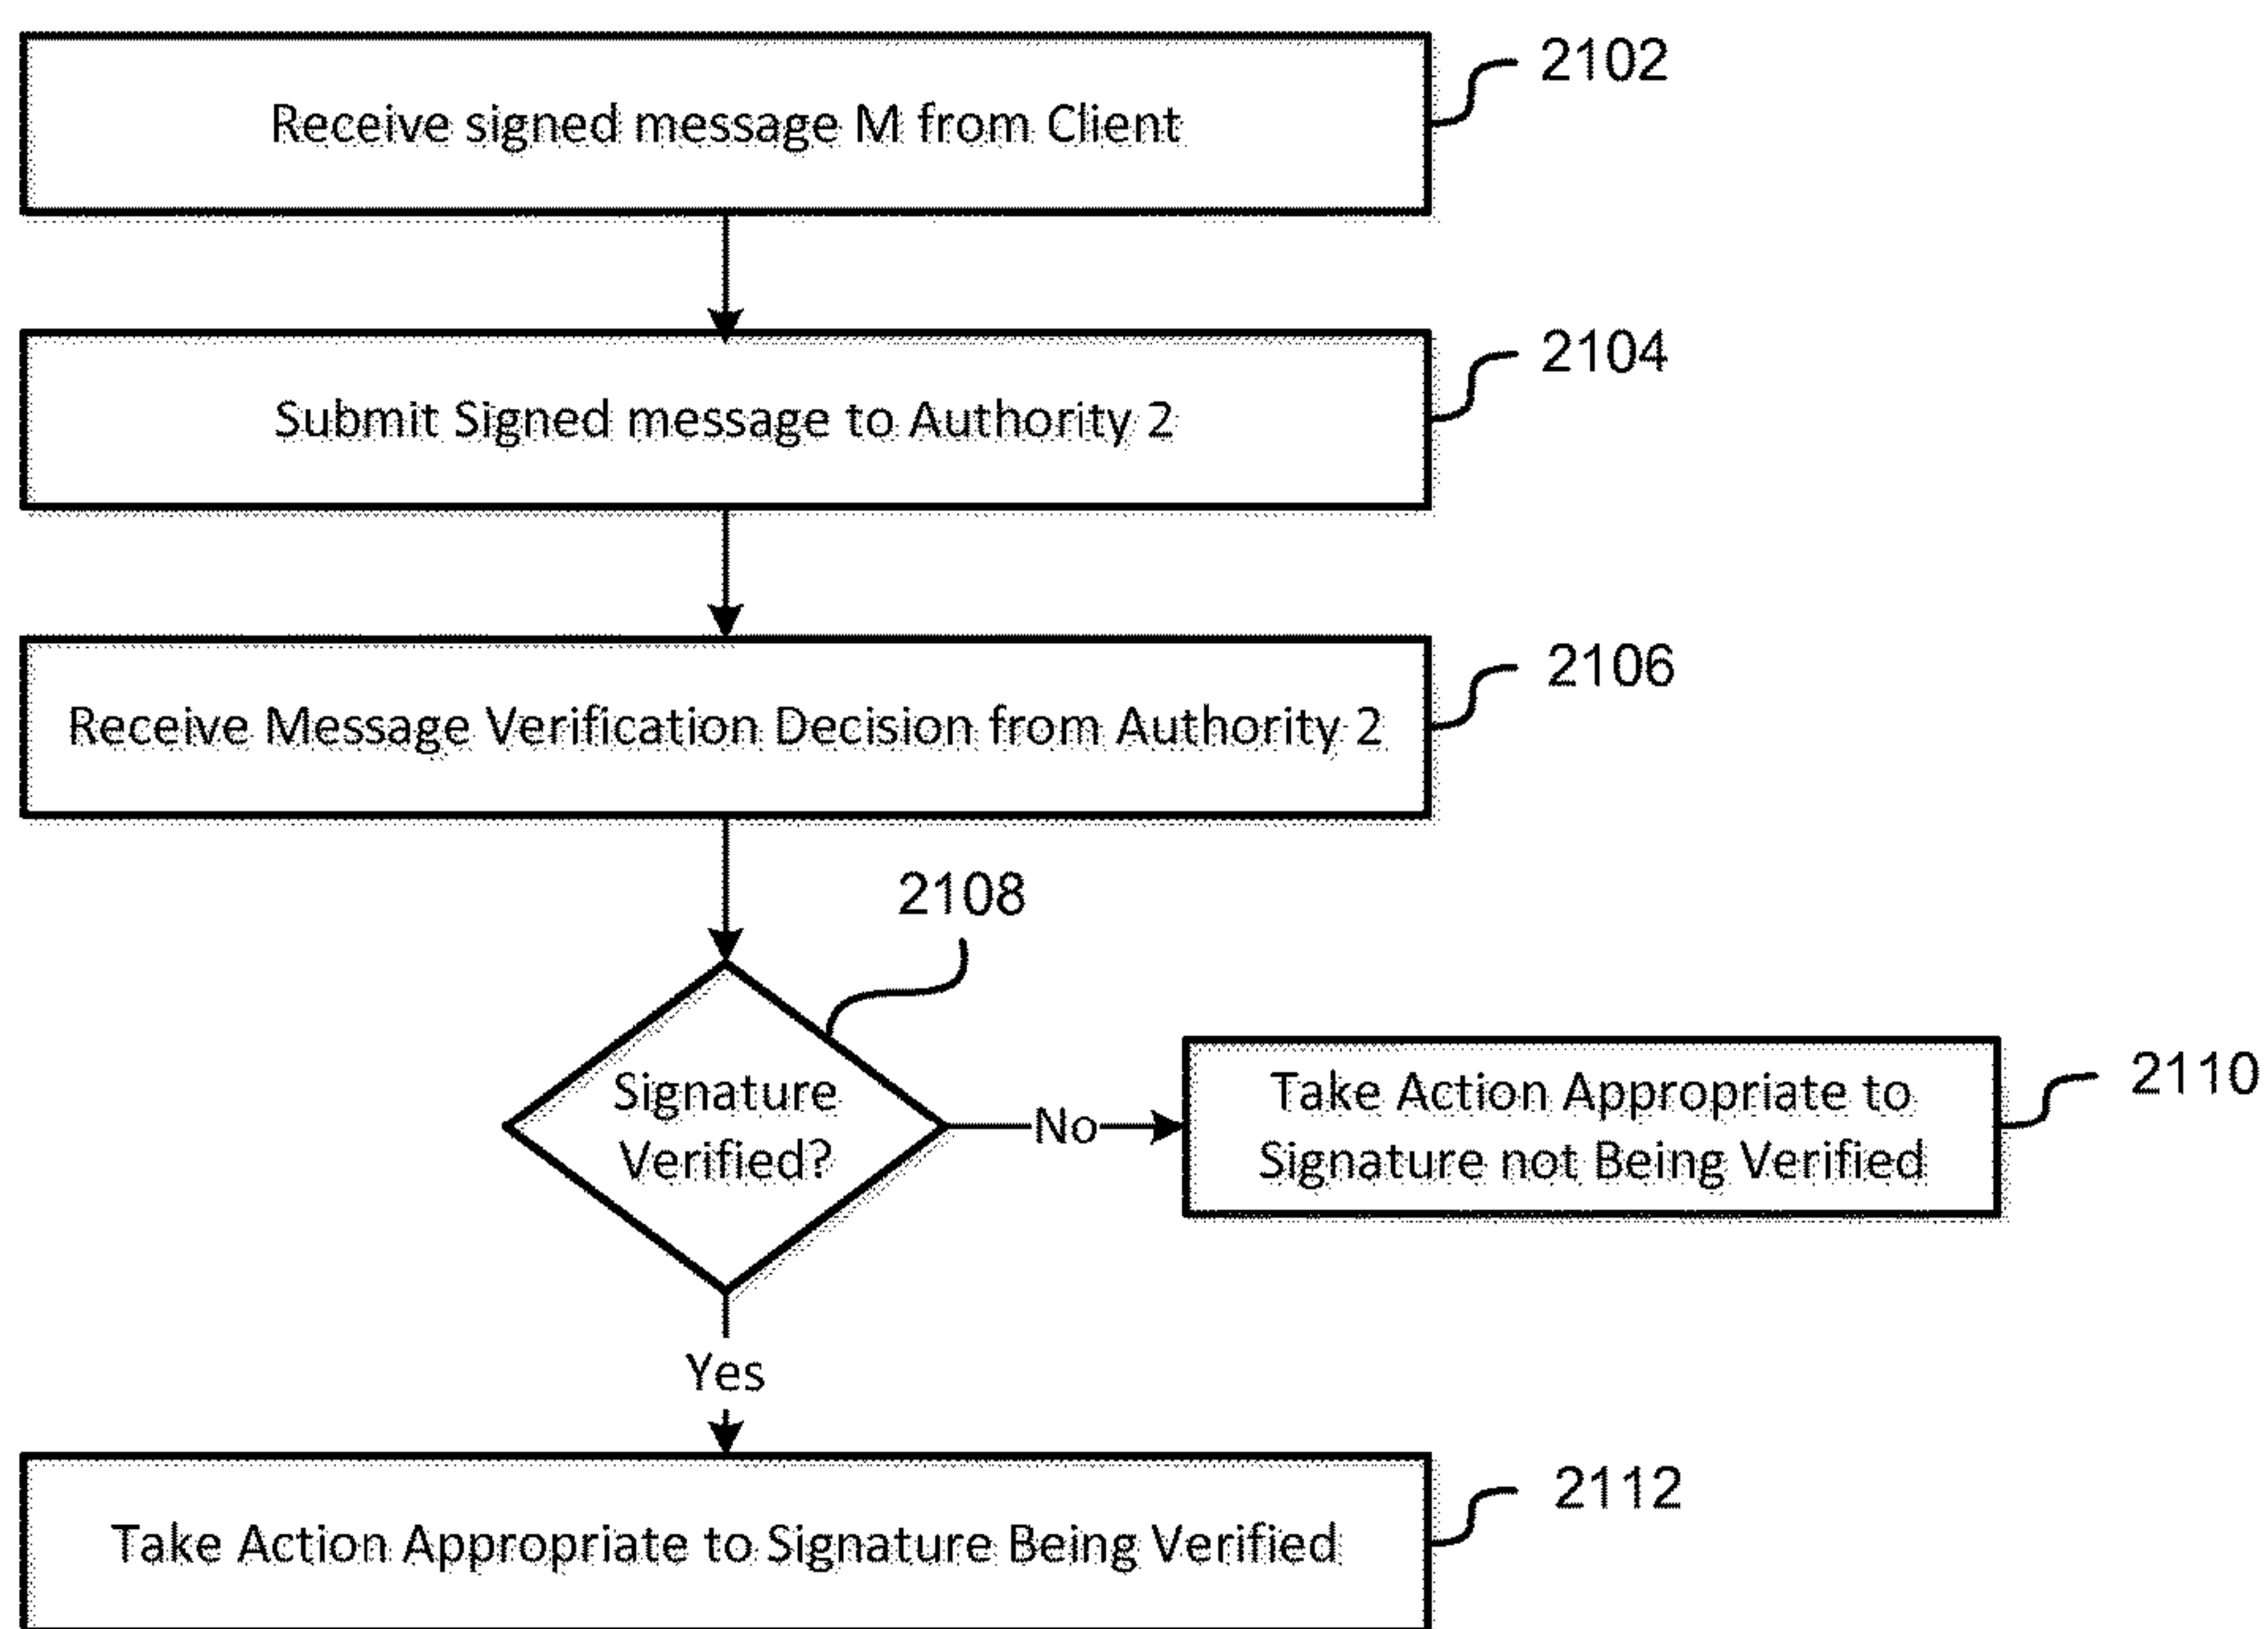 Receive signed message M from Client
2102
Submit Signed message to Authority 2
2104
Receive Message Verification Decision from Authority 2
2106
2108
Signature
Verified?
No
Take Action Appropriate to
Signature not Being Verified
2110
Yes
Take Action Appropriate to Signature Being Verified
2112